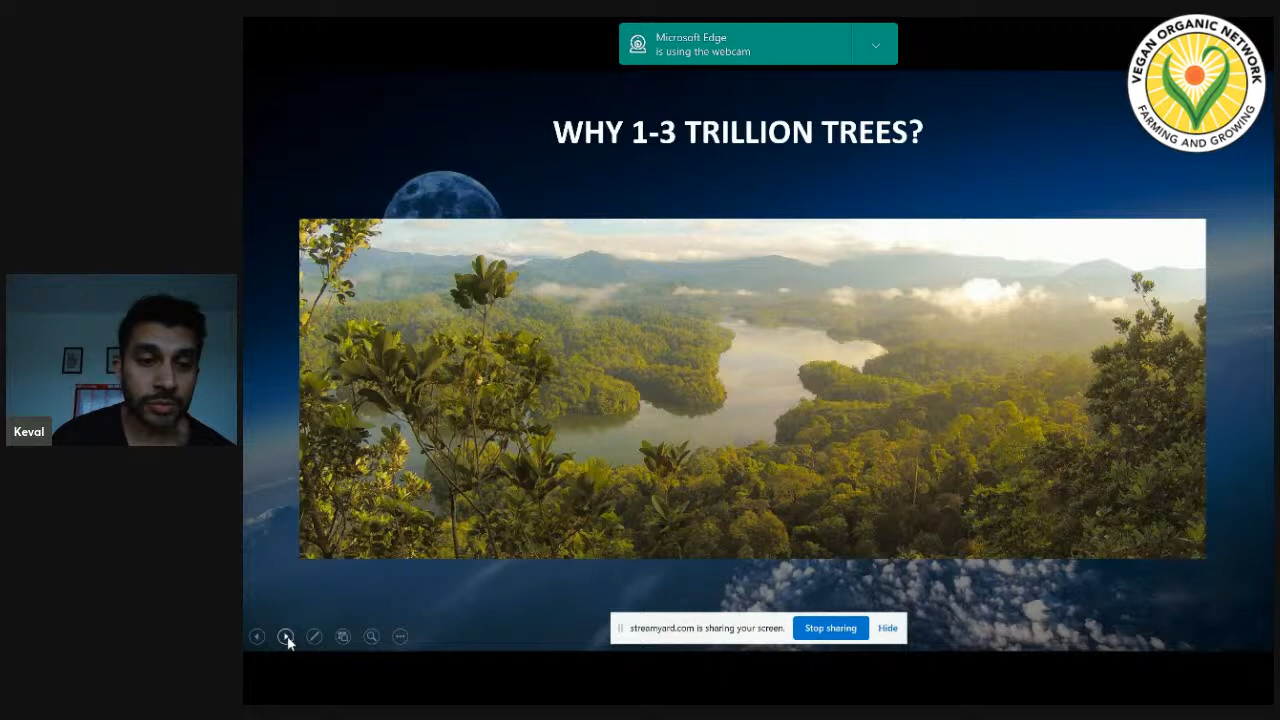 Microsoft Edge
is using the webcam
VEGAN ORGANIC NETWORK
FARMING AND GROWING
WHY 1-3 TRILLION TREES?
Keval
streamyard.com is sharing your screen.
Stop sharing
Hide